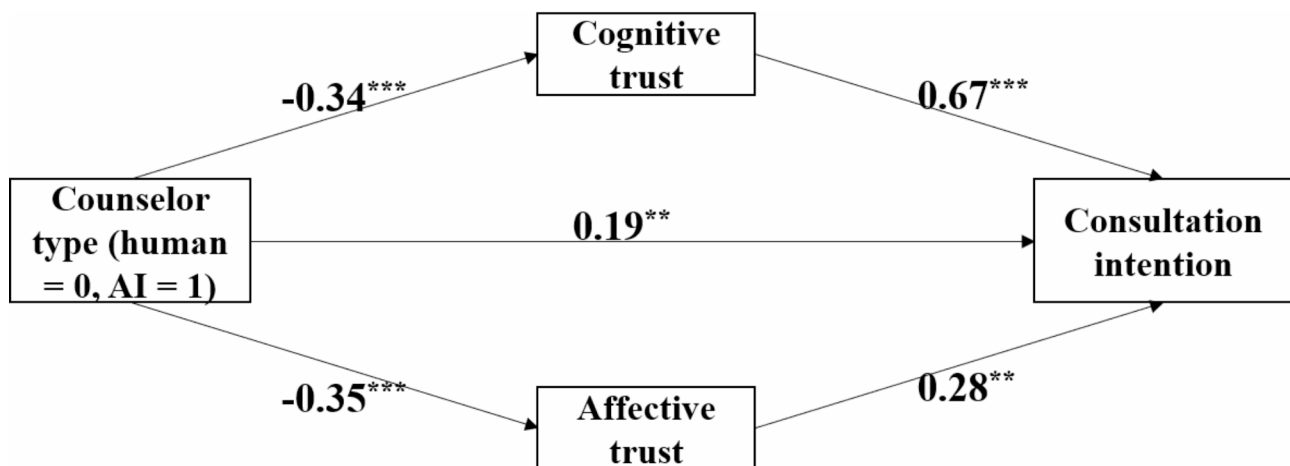 Cognitive
trust
-0.34***
0.67***
Counselor
type (human
= 0, AI = 1)
0.19**
Consultation
intention
-0.35***
0.28**
Affective
trust